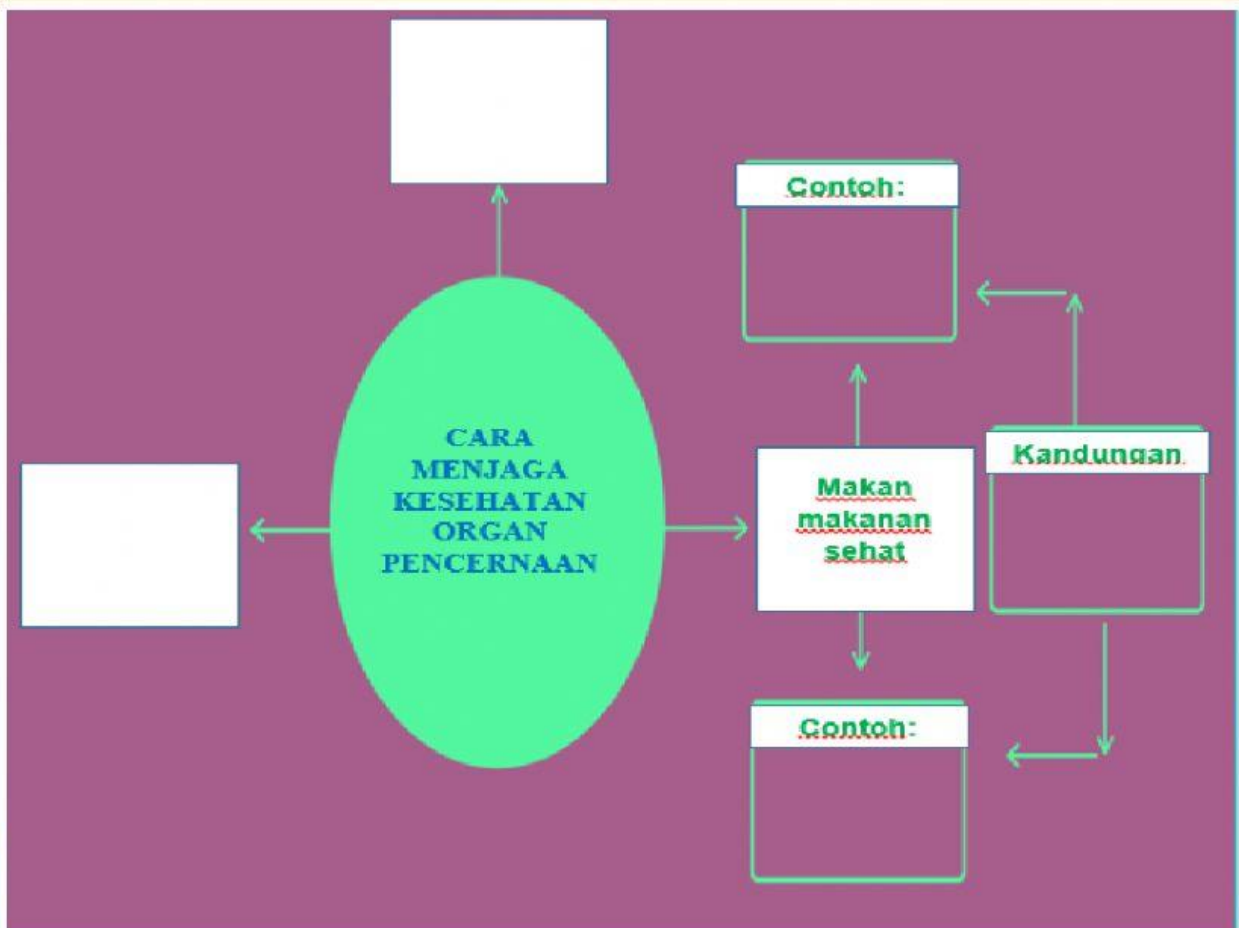 Contoh:
CARA
MENJAGA
KESEHATAN
ORGAN
PENCERNAAN
Makan
makanan
sehat
Kandungan
Contoh: